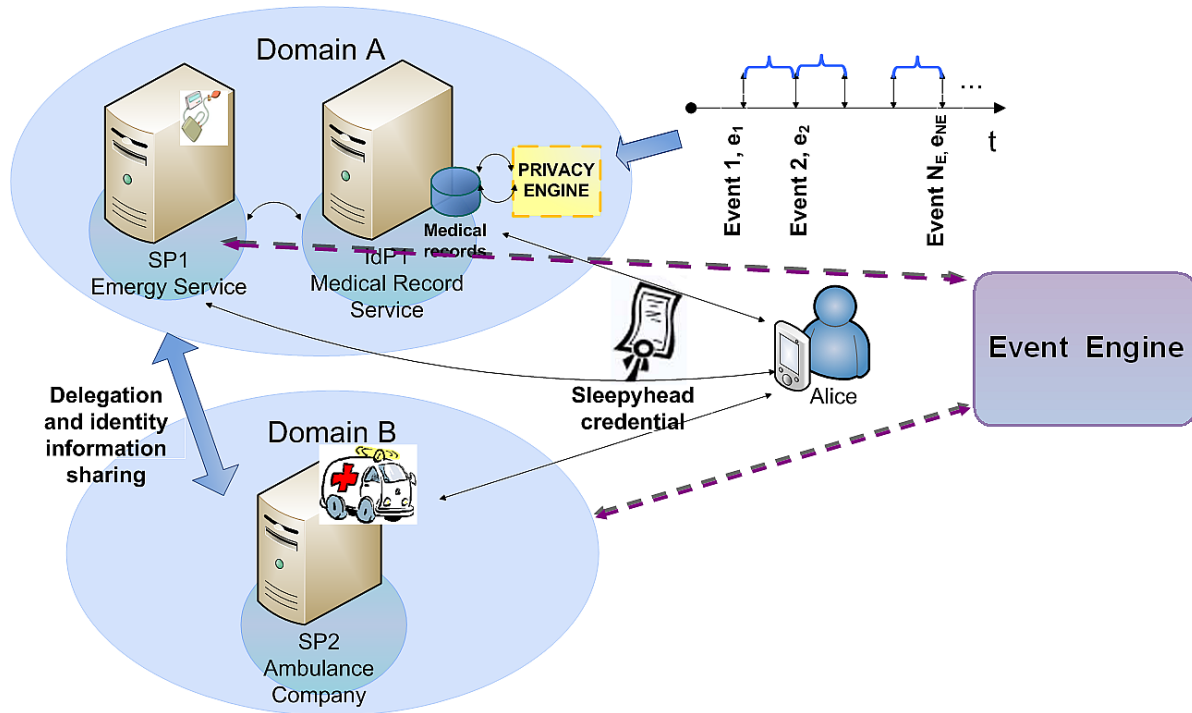 Domain A
PRIVACY
ENGINE
Medical
records
SP1
Emergy Service
IdP1
Medical Record
Service
Event 1, e1
Event 2, e2
Event NE, eNE
...
t
Event Engine
Alice
Sleepyhead
credential
Delegation
and identity
information
sharing
Domain B
SP2
Ambulance
Company